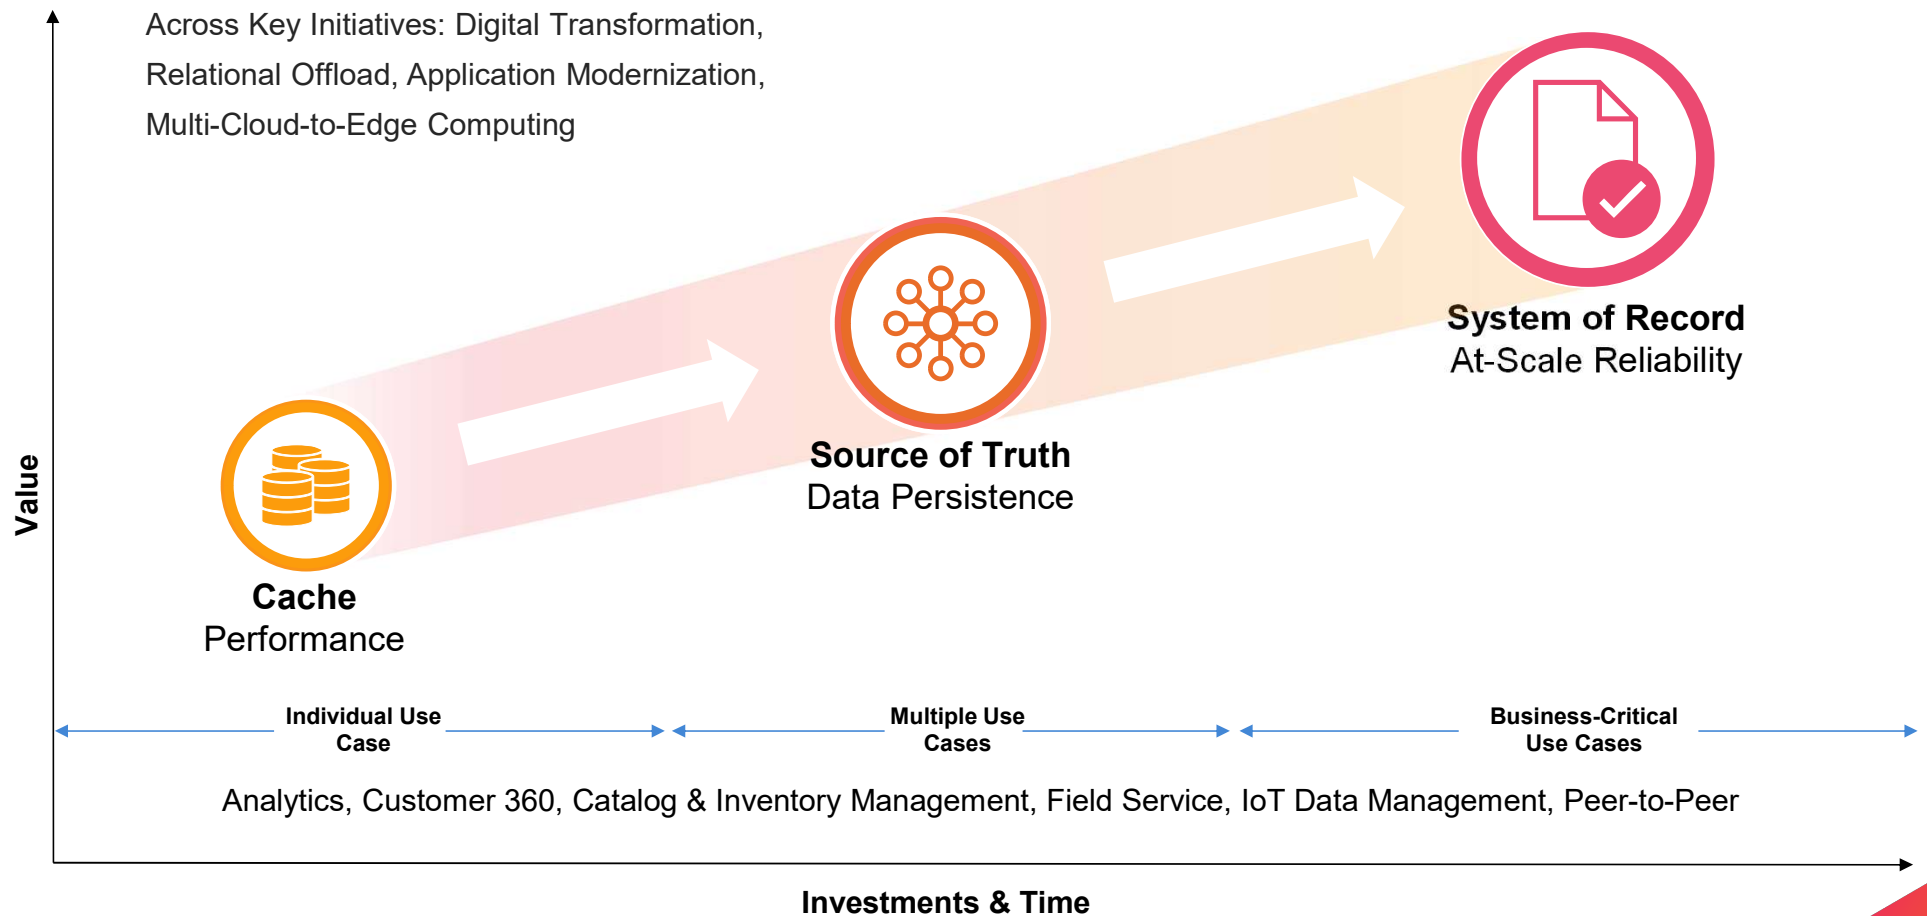 Across Key Initiatives: Digital Transformation,
Relational Offload, Application Modernization,
Multi-Cloud-to-Edge Computing
System of Record
At-Scale Reliability
Source of Truth
Data Persistence
Value
Cache
Performance
Individual Use
Case
Multiple Use
Cases
Business-Critical
Use Cases
Analytics, Customer 360, Catalog & Inventory Management, Field Service, IoT Data Management, Peer-to-Peer
Investments & Time